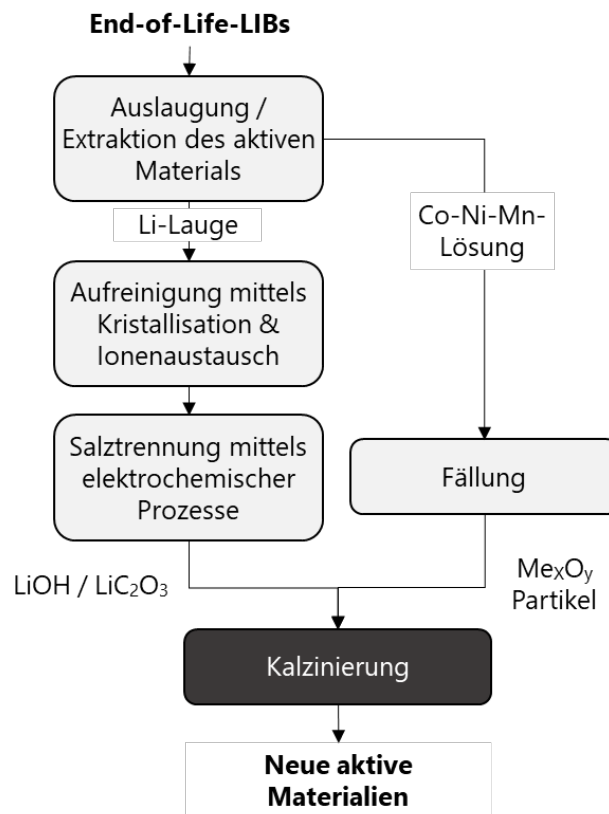 End-of-Life-LIBs
Auslaugung /
Extraktion des aktiven
Materials
Li-Lauge
Co-Ni-Mn-
Lösung
Aufreinigung mittels
Kristallisation &
Ionenaustausch
Salztrennung mittels
elektrochemischer
Prozesse
Fällung
LiOH / LiC₂O₃
MeₓOᵧ
Partikel
Kalzinierung
Neue aktive
Materialien